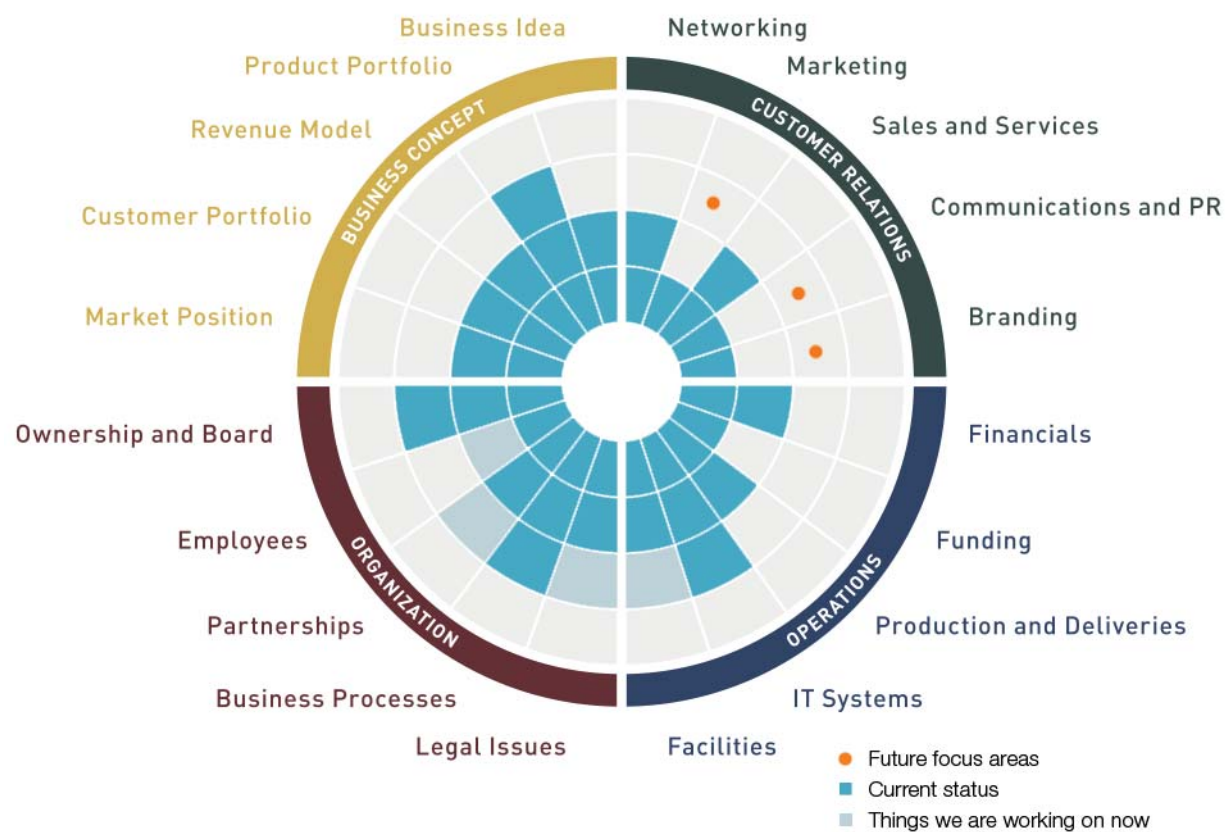 Business Idea
Product Portfolio
Revenue Model
Customer Portfolio
Market Position
BUSINESS CONCEPT
Networking
Marketing
Sales and Services
Communications and PR
Branding
CUSTOMER RELATIONS
Ownership and Board
Employees
Partnerships
Business Processes
Legal Issues
ORGANIZATION
Financials
Funding
Production and Deliveries
IT Systems
Facilities
OPERATIONS
Future focus areas
Current status
Things we are working on now